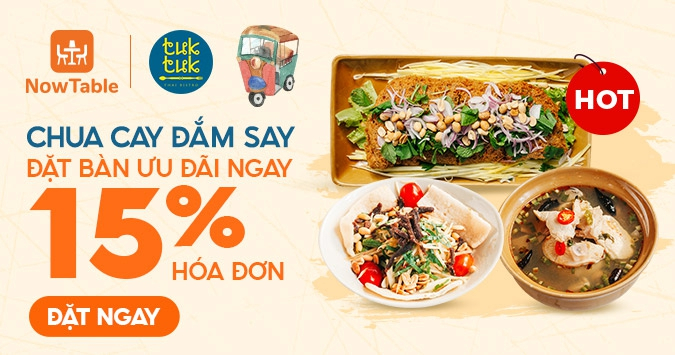 NowTable
tuk
tuk
THAI BISTRO
HOT
CHUA CAY ĐẮM SAY
ĐẶT BÀN ƯU ĐÃI NGAY
15%
HÓA ĐƠN
ĐẶT NGAY